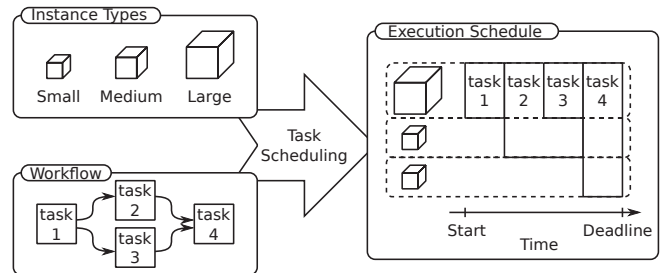 Instance Types
Small Medium Large
Workflow
task
1
task
2
task
3
task
4
Task
Scheduling
Execution Schedule
task task task task
1 2 3 4
Start Deadline
Time